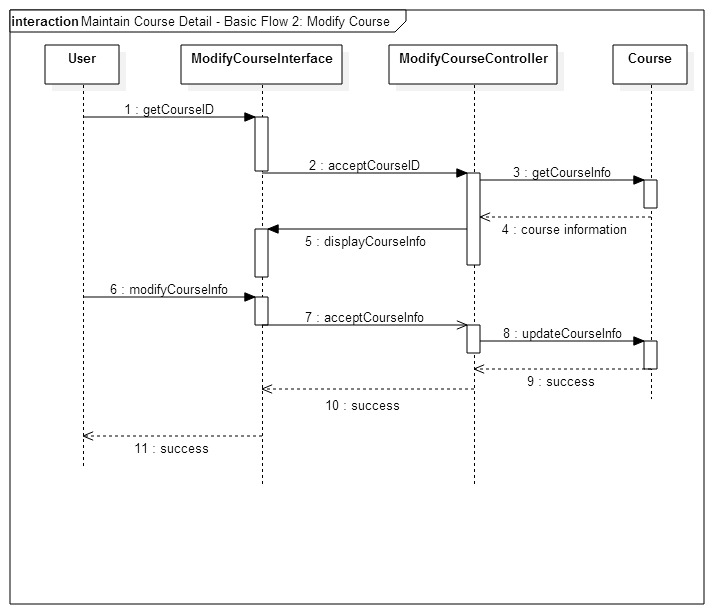 interaction Maintain Course Detail - Basic Flow 2: Modify Course
User
ModifyCourseInterface
ModifyCourseController
Course
1 : getCourseID
2 : acceptCourseID
3 : getCourseInfo
4 : course information
5 : displayCourseInfo
6 : modifyCourseInfo
7 : acceptCourseInfo
8 : updateCourseInfo
9 : success
10 : success
11 : success